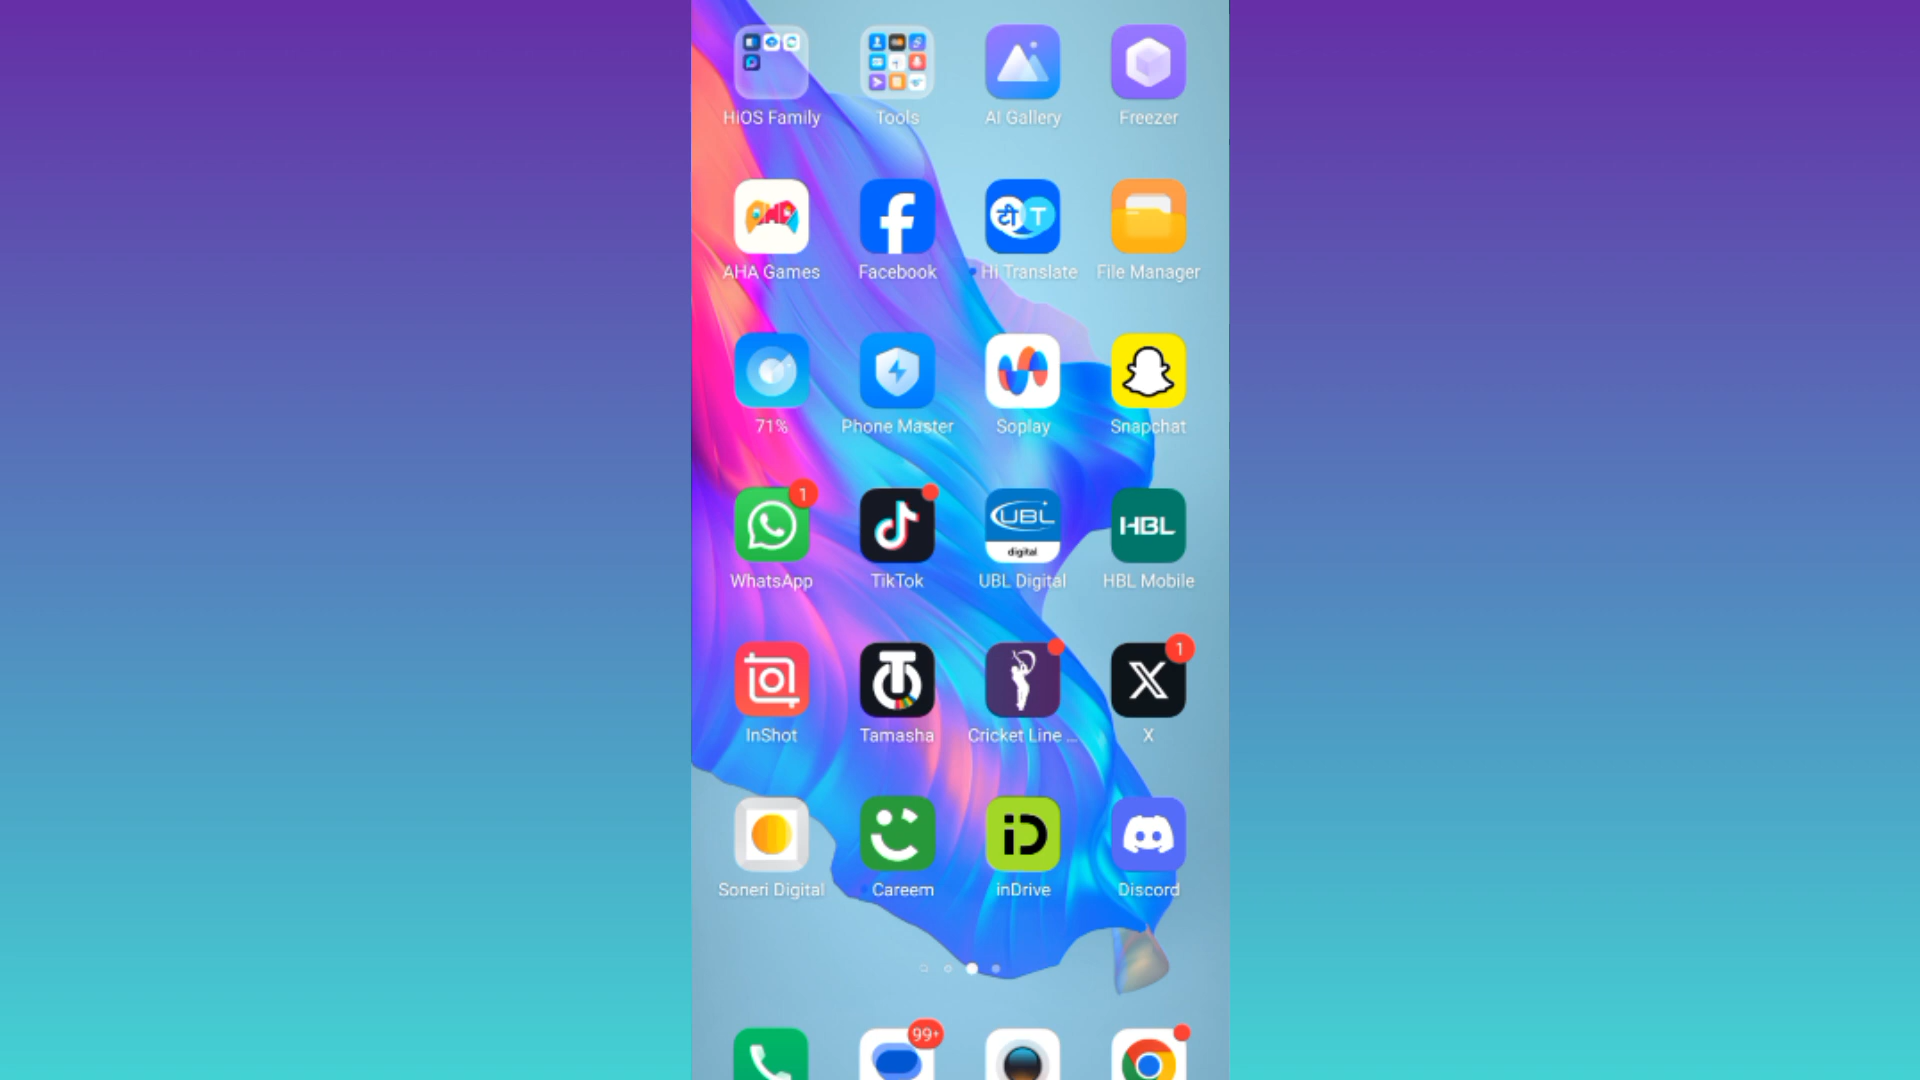 HiOS Family Tools AI Gallery Freezer
AHA
टी T
AHA Games Facebook Hi Translate File Manager
71% Phone Master Soplay Snapchat
1
UBL
digital
HBL
WhatsApp TikTok UBL Digital HBL Mobile
1
InShot Tamasha Cricket Line ... X
iD
Soneri Digital Careem inDrive Discord
99+